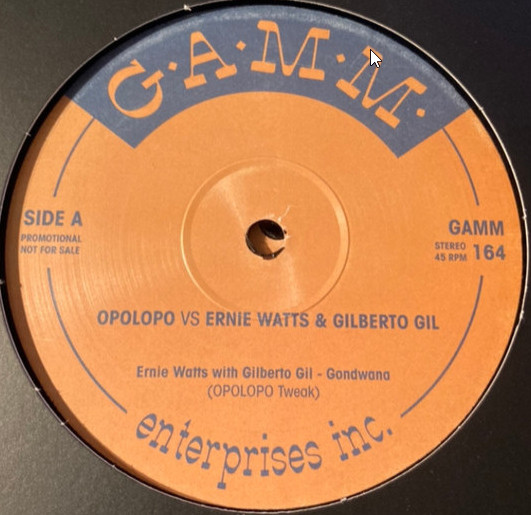 G·A·M·M·
SIDE A
PROMOTIONAL
NOT FOR SALE
GAMM
STEREO
45 RPM
164
OPOLOPO VS ERNIE WATTS & GILBERTO GIL
Ernie Watts with Gilberto Gil - Gondwana
(OPOLOPO Tweak)
enterprises inc.